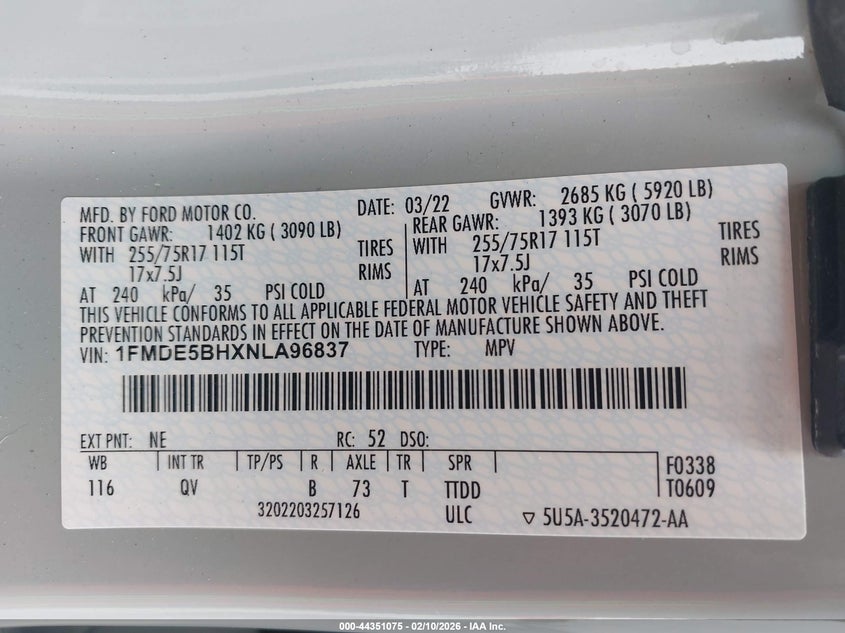 MFD. BY FORD MOTOR CO. DATE: 03/22 GVWR: 2685 KG ( 5920 LB)
FRONT GAWR: 1402 KG ( 3090 LB) REAR GAWR: 1393 KG ( 3070 LB)
WITH 255/75R17 115T TIRES WITH 255/75R17 115T TIRES
17x7.5J RIMS 17x7.5J RIMS
AT 240 kPa/ 35 PSI COLD AT 240 kPa/ 35 PSI COLD
THIS VEHICLE CONFORMS TO ALL APPLICABLE FEDERAL MOTOR VEHICLE SAFETY AND THEFT
PREVENTION STANDARDS IN EFFECT ON THE DATE OF MANUFACTURE SHOWN ABOVE.
VIN: 1FMDE5BHXNLA96837 TYPE: MPV
EXT PNT: NE RC: 52 DSO:
WB INT TR TP/PS R AXLE TR SPR F0338
116 QV B 73 T TTDD T0609
3202203257126 ULC ▽ 5U5A-3520472-AA
000-44351075 - 02/10/2026 - IAA Inc.